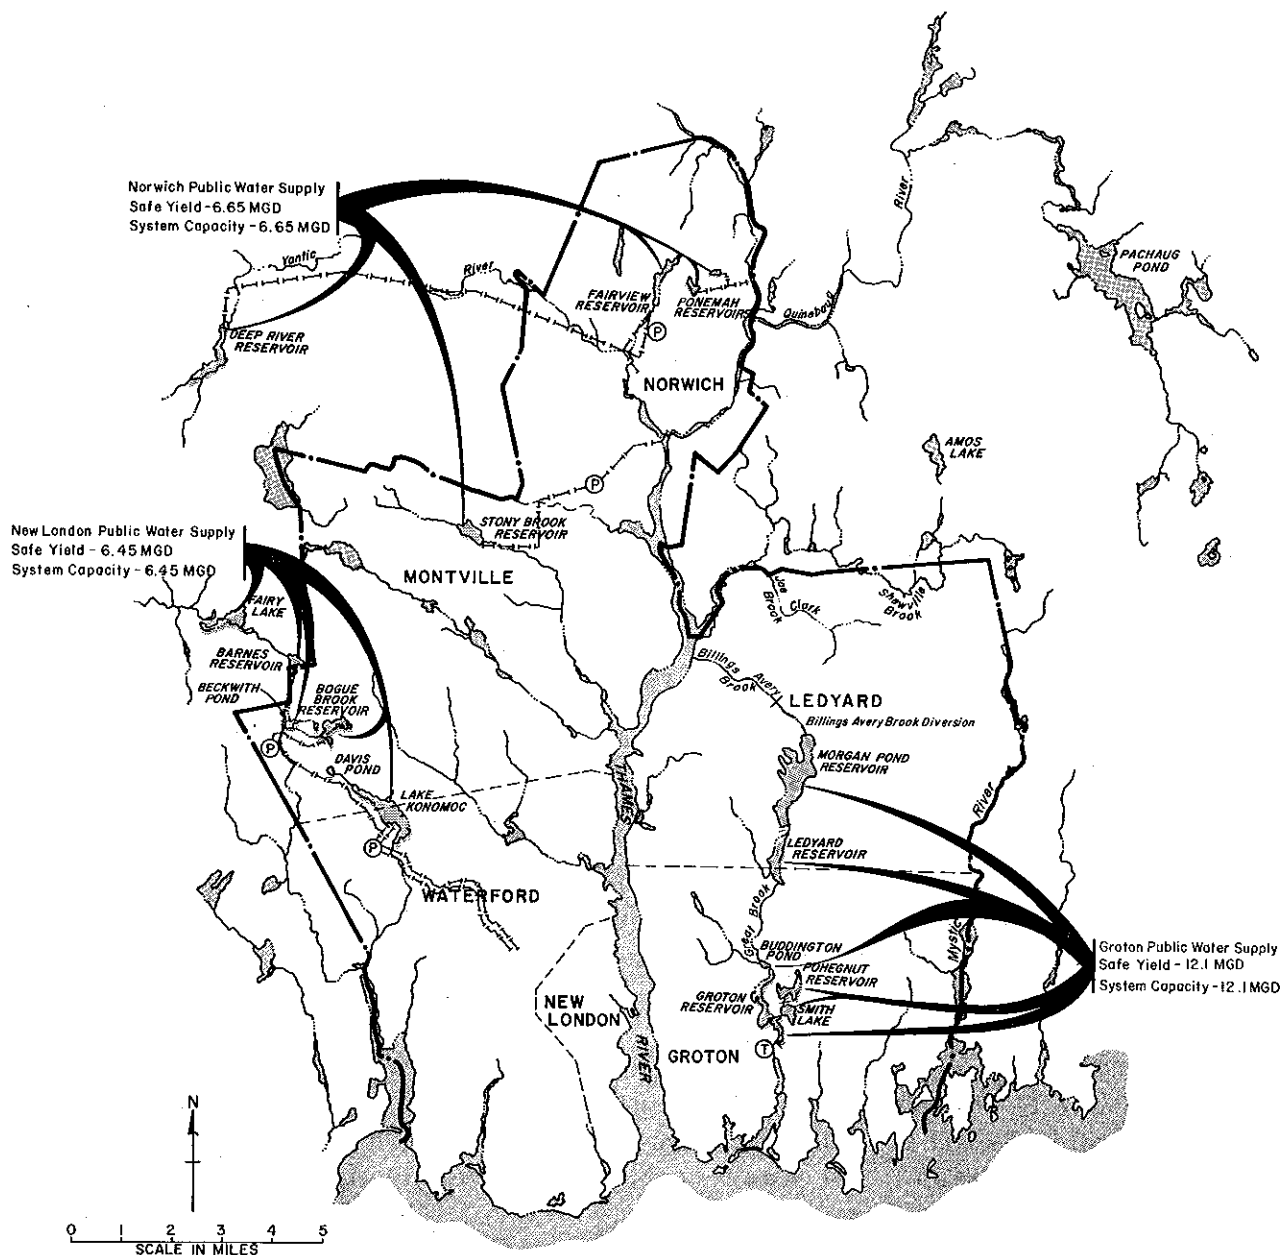 Norwich Public Water Supply
Safe Yield - 6.65 MGD
System Capacity - 6.65 MGD
Yantic
River
River
PACHAUG
POND
FAIRVIEW
RESERVOIR
PONEMAH
RESERVOIRS
Quinebaug
DEEP RIVER
RESERVOIR
P
NORWICH
AMOS
LAKE
P
New London Public Water Supply
Safe Yield - 6.45 MGD
System Capacity - 6.45 MGD
STONY BROOK
RESERVOIR
MONTVILLE
Joe
Clark
Brook
Shewville
Brook
FAIRY
LAKE
BARNES
RESERVOIR
BECKWITH
POND
BOGUE
BROOK
RESERVOIR
Billings
Avery
Brook
LEDYARD
Billings Avery Brook Diversion
P
DAVIS
POND
MORGAN POND
RESERVOIR
LAKE
KONOMOC
THAMES
River
P
LEDYARD
RESERVOIR
WATERFORD
Great Brook
Mystic
BUDDINGTON
POND
POHEGNUT
RESERVOIR
Groton Public Water Supply
Safe Yield - 12.1 MGD
System Capacity - 12.1 MGD
GROTON
RESERVOIR
SMITH
LAKE
NEW
LONDON
RIVER
GROTON
T
N
0 1 2 3 4 5
SCALE IN MILES